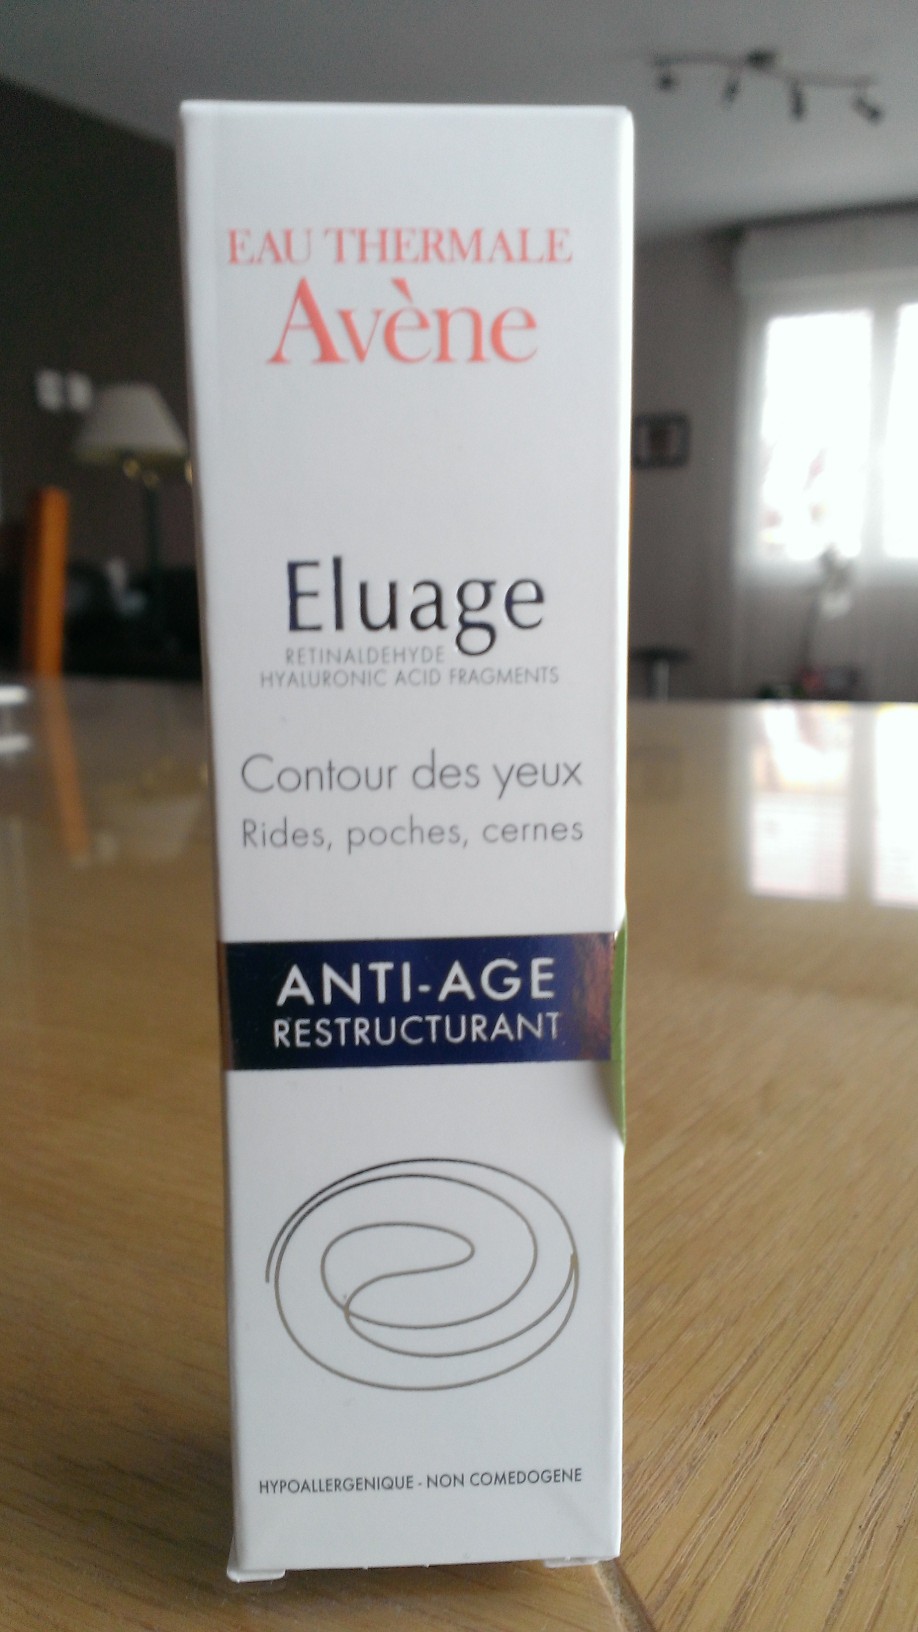 EAU THERMALE
Avène
Eluage
RETINALDEHYDE
HYALURONIC ACID FRAGMENTS
Contour des yeux
Rides, poches, cernes
ANTI-AGE
RESTRUCTURANT
HYPOALLERGENIQUE - NON COMEDOGENE